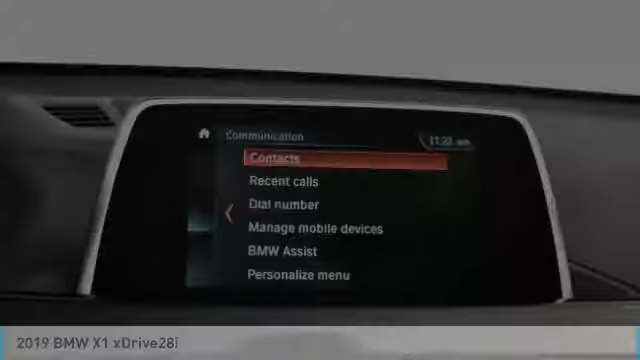 Communication
11:22 am
Contacts
Recent calls
Dial number
Manage mobile devices
BMW Assist
Personalize menu
2019 BMW X1 xDrive28i